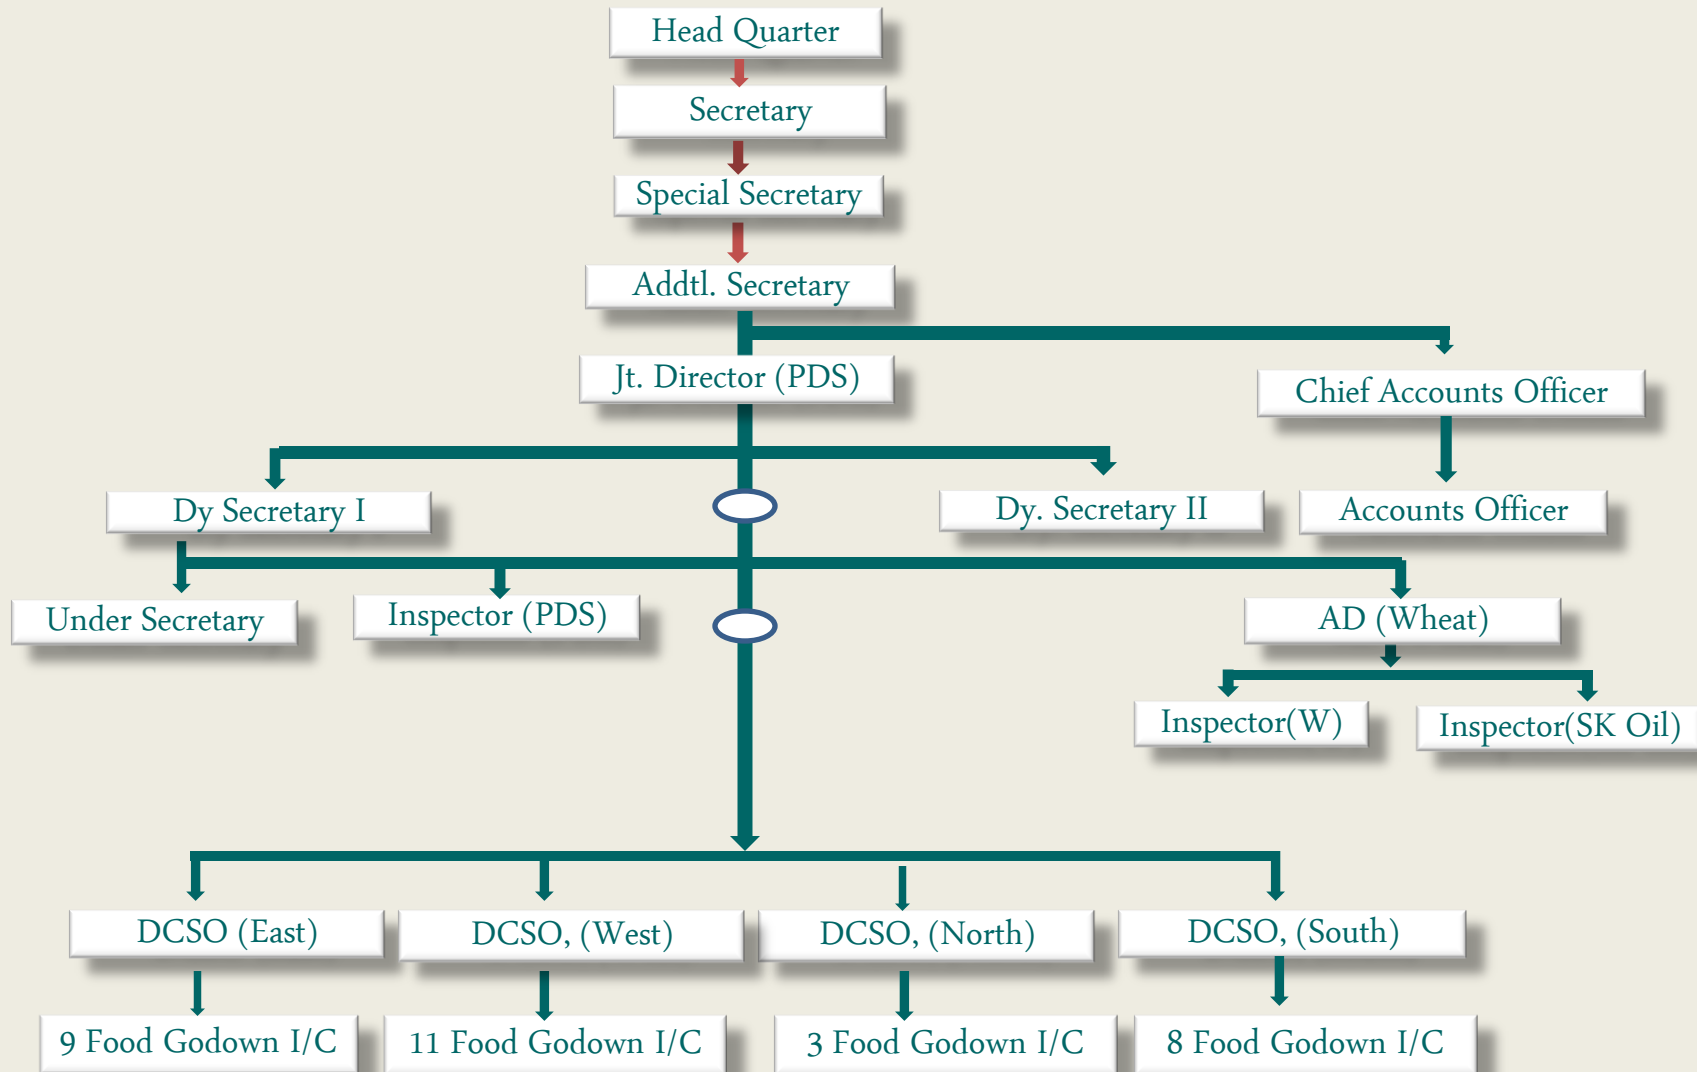 Head Quarter
Secretary
Special Secretary
Addtl. Secretary
Jt. Director (PDS)
Chief Accounts Officer
Dy Secretary I
Dy. Secretary II
Accounts Officer
Under Secretary
Inspector (PDS)
AD (Wheat)
Inspector(W)
Inspector(SK Oil)
DCSO (East)
DCSO, (West)
DCSO, (North)
DCSO, (South)
9 Food Godown I/C
11 Food Godown I/C
3 Food Godown I/C
8 Food Godown I/C